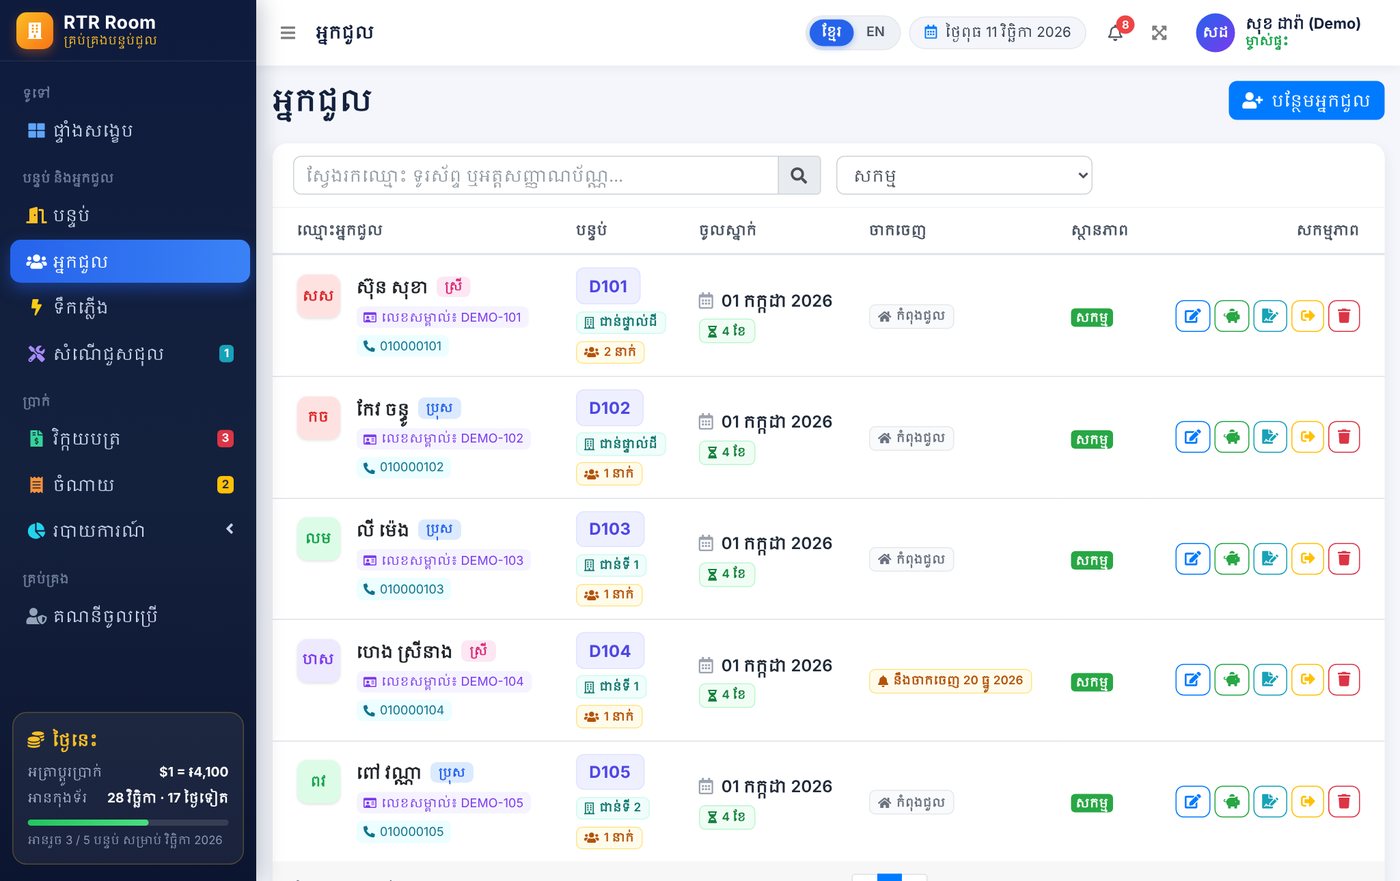 RTR Room
គ្រប់គ្រងបន្ទប់ជួល
ទូទៅ
ផ្ទាំងសង្ខេប
បន្ទប់ និងអ្នកជួល
បន្ទប់
អ្នកជួល
ទឹកភ្លើង
សំណើជួសជុល 1
ប្រាក់
វិក្កយបត្រ 3
ចំណាយ 2
របាយការណ៍
គ្រប់គ្រង
គណនីចូលប្រើ
ថ្ងៃនេះ
អត្រាប្តូរប្រាក់ $1 = ៛4,100
អានកុងទ័រ 28 វិច្ឆិកា · 17 ថ្ងៃទៀត
អានរួច 3 / 5 បន្ទប់ សម្រាប់ វិច្ឆិកា 2026
អ្នកជួល
ខ្មែរ EN
ថ្ងៃពុធ 11 វិច្ឆិកា 2026
8
សដ
សុខ ដារ៉ា (Demo)
ម្ចាស់ផ្ទះ
អ្នកជួល
បន្ថែមអ្នកជួល
ស្វែងរកឈ្មោះ ទូរស័ព្ទ ឬអត្តសញ្ញាណប័ណ្ណ...
សកម្ម
ឈ្មោះអ្នកជួល បន្ទប់ ចូលស្នាក់ ចាកចេញ ស្ថានភាព សកម្មភាព
សស
ស៊ុន សុខា ស្រី
លេខសម្គាល់៖ DEMO-101
010000101
D101
ជាន់ផ្ទាល់ដី
2 នាក់
01 កក្កដា 2026
4 ខែ
កំពុងជួល
សកម្ម
កច
កែវ ចន្ធូ ប្រុស
លេខសម្គាល់៖ DEMO-102
010000102
D102
ជាន់ផ្ទាល់ដី
1 នាក់
01 កក្កដា 2026
4 ខែ
កំពុងជួល
សកម្ម
លម
លី ម៉េង ប្រុស
លេខសម្គាល់៖ DEMO-103
010000103
D103
ជាន់ទី 1
1 នាក់
01 កក្កដា 2026
4 ខែ
កំពុងជួល
សកម្ម
ហស
ហេង ស្រីនាង ស្រី
លេខសម្គាល់៖ DEMO-104
010000104
D104
ជាន់ទី 1
1 នាក់
01 កក្កដា 2026
4 ខែ
នឹងចាកចេញ 20 ធ្នូ 2026
សកម្ម
ពវ
ពៅ វណ្ណា ប្រុស
លេខសម្គាល់៖ DEMO-105
010000105
D105
ជាន់ទី 2
1 នាក់
01 កក្កដា 2026
4 ខែ
កំពុងជួល
សកម្ម